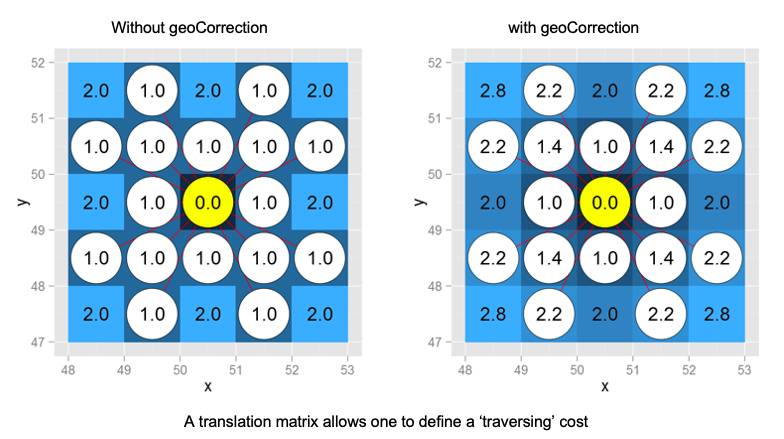 Without geoCorrection
with geoCorrection
52
2.0 1.0 2.0 1.0 2.0
51
1.0 1.0 1.0 1.0 1.0
50
y
2.0 1.0 0.0 1.0 2.0
49
1.0 1.0 1.0 1.0 1.0
48
2.0 1.0 2.0 1.0 2.0
47
48 49 50 51 52 53
x
52
2.8 2.2 2.0 2.2 2.8
51
2.2 1.4 1.0 1.4 2.2
50
y
2.0 1.0 0.0 1.0 2.0
49
2.2 1.4 1.0 1.4 2.2
48
2.8 2.2 2.0 2.2 2.8
47
48 49 50 51 52 53
x
A translation matrix allows one to define a ‘traversing’ cost